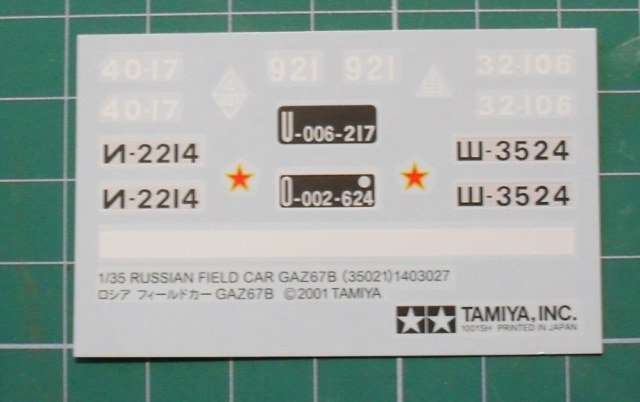 40-17 921 921 32-106
40-17 32-106
U-006-217
И-2214 Ш-3524
0-002-624
И-2214 Ш-3524
1/35 RUSSIAN FIELD CAR GAZ67B (35021)1403027
ロシア フィールドカー GAZ67B ©2001 TAMIYA
TAMIYA, INC.
1001SH PRINTED IN JAPAN